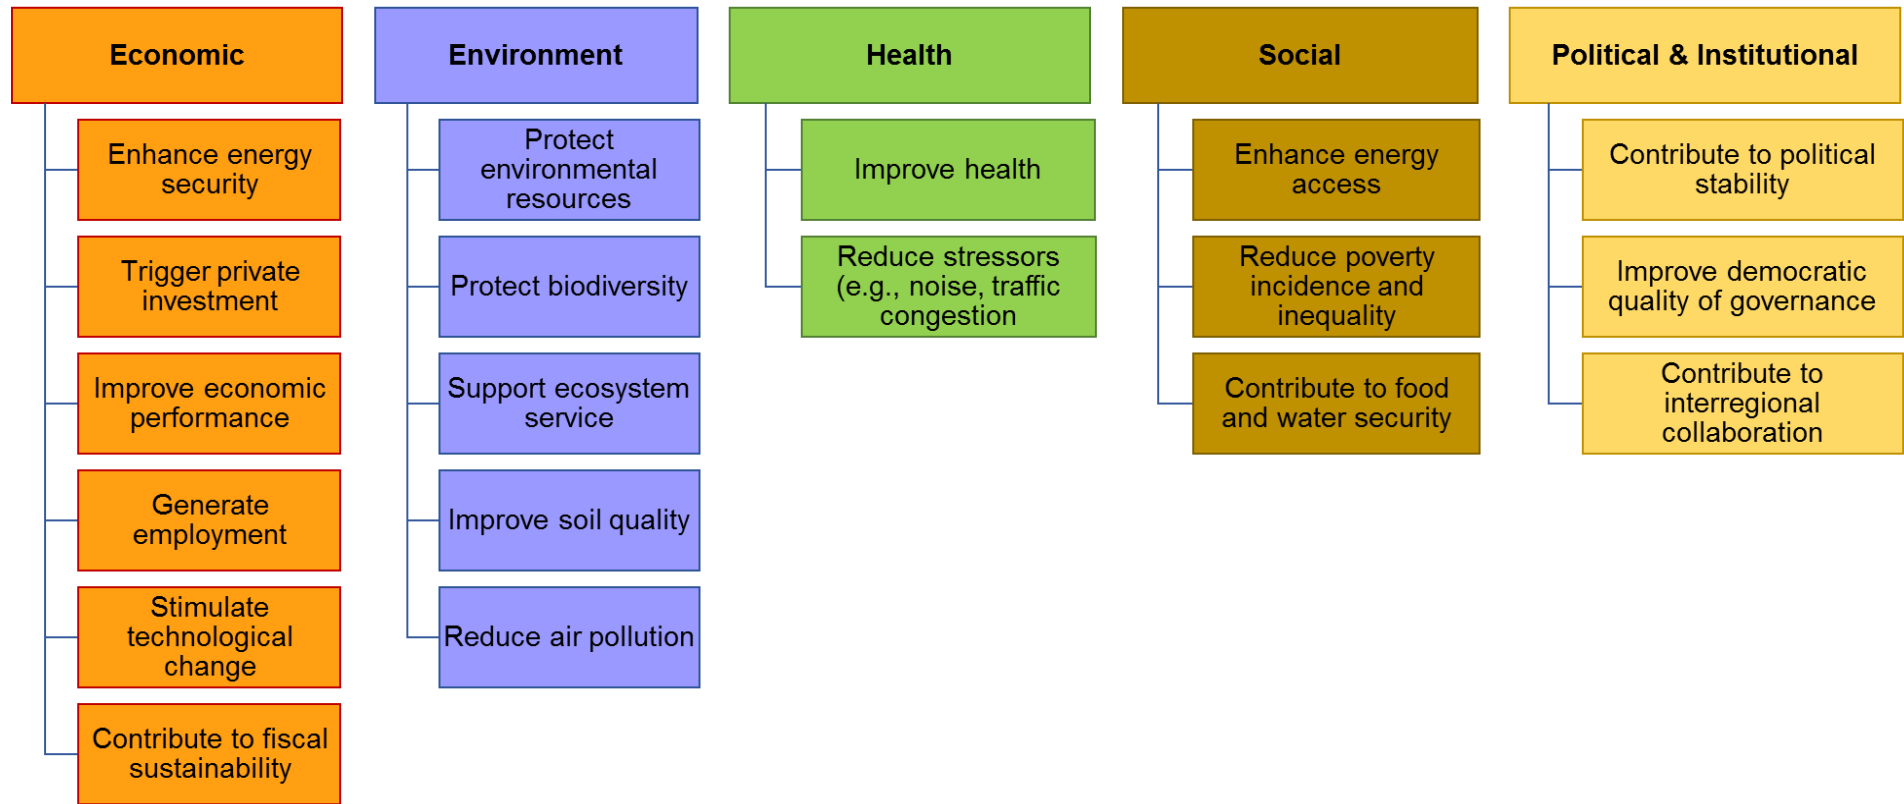 Economic
Enhance energy
security
Trigger private
investment
Improve economic
performance
Generate
employment
Stimulate
technological
change
Contribute to fiscal
sustainability
Environment
Protect
environmental
resources
Protect biodiversity
Support ecosystem
service
Improve soil quality
Reduce air pollution
Health
Improve health
Reduce stressors
(e.g., noise, traffic
congestion
Social
Enhance energy
access
Reduce poverty
incidence and
inequality
Contribute to food
and water security
Political & Institutional
Contribute to political
stability
Improve democratic
quality of governance
Contribute to
interregional
collaboration